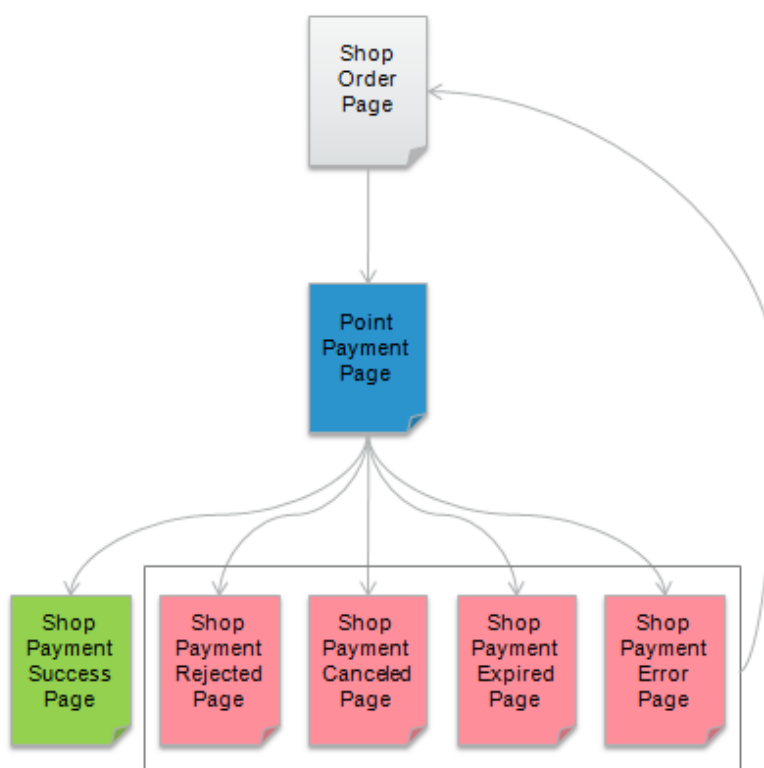 Shop
Order
Page
Point
Payment
Page
Shop
Payment
Success
Page
Shop
Payment
Rejected
Page
Shop
Payment
Canceled
Page
Shop
Payment
Expired
Page
Shop
Payment
Error
Page